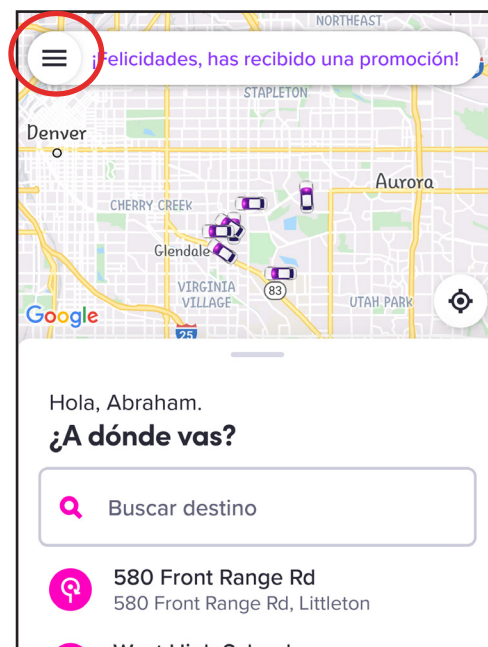 NORTHEAST
¡Felicidades, has recibido una promoción!
STAPLETON
Denver
Aurora
CHERRY CREEK
Glendale
VIRGINIA
VILLAGE
83
UTAH PARK
Google
25
Hola, Abraham.
¿A dónde vas?
Buscar destino
580 Front Range Rd
580 Front Range Rd, Littleton